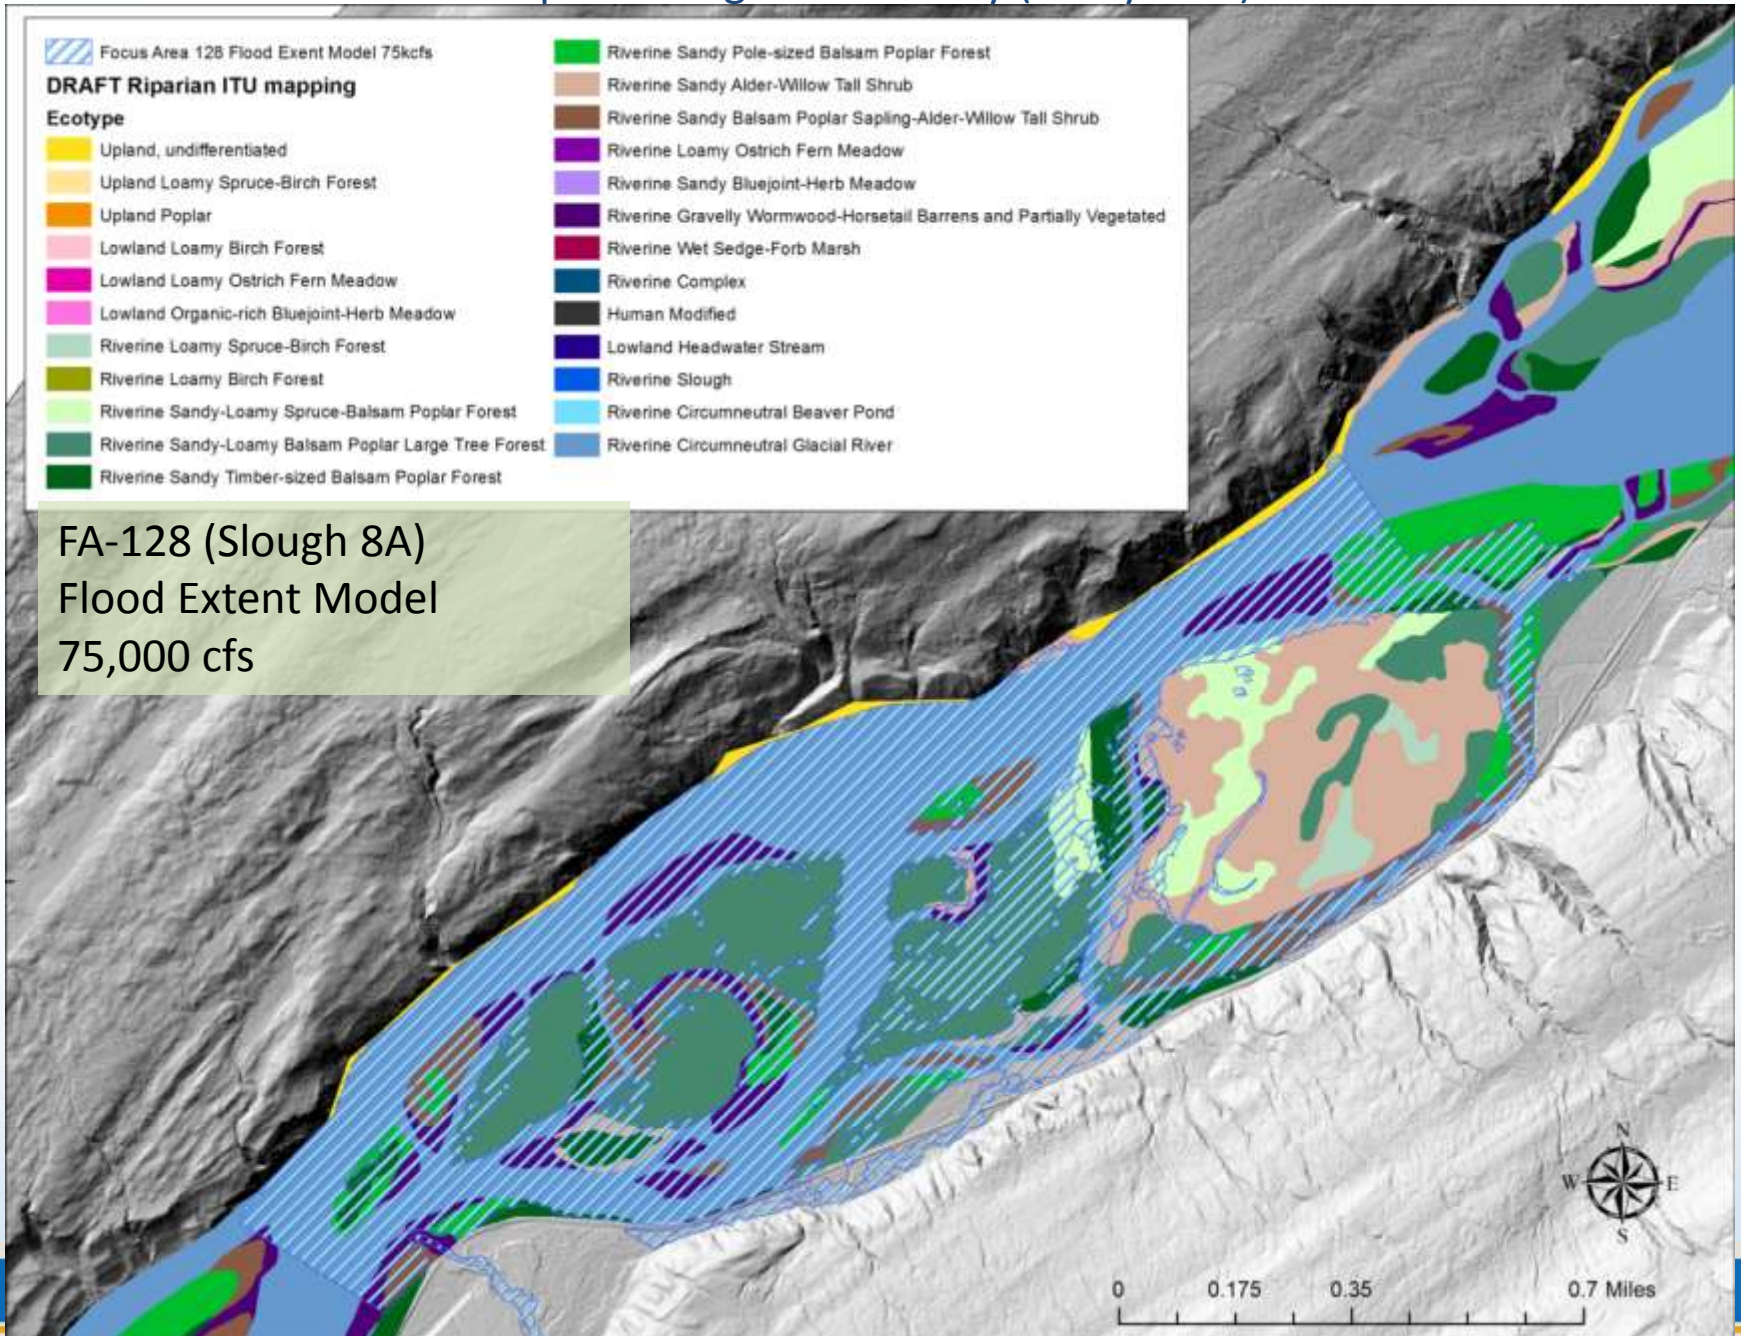 Focus Area 128 Flood Exent Model 75kcfs
DRAFT Riparian ITU mapping
Ecotype
Upland, undifferentiated
Upland Loamy Spruce-Birch Forest
Upland Poplar
Lowland Loamy Birch Forest
Lowland Loamy Ostrich Fern Meadow
Lowland Organic-rich Bluejoint-Herb Meadow
Riverine Loamy Spruce-Birch Forest
Riverine Loamy Birch Forest
Riverine Sandy-Loamy Spruce-Balsam Poplar Forest
Riverine Sandy-Loamy Balsam Poplar Large Tree Forest
Riverine Sandy Timber-sized Balsam Poplar Forest
Riverine Sandy Pole-sized Balsam Poplar Forest
Riverine Sandy Alder-Willow Tall Shrub
Riverine Sandy Balsam Poplar Sapling-Alder-Willow Tall Shrub
Riverine Loamy Ostrich Fern Meadow
Riverine Sandy Bluejoint-Herb Meadow
Riverine Gravelly Wormwood-Horsetail Barrens and Partially Vegetated
Riverine Wet Sedge-Forb Marsh
Riverine Complex
Human Modified
Lowland Headwater Stream
Riverine Slough
Riverine Circumneutral Beaver Pond
Riverine Circumneutral Glacial River
FA-128 (Slough 8A)
Flood Extent Model
75,000 cfs
N
W E
S
0 0.175 0.35 0.7 Miles